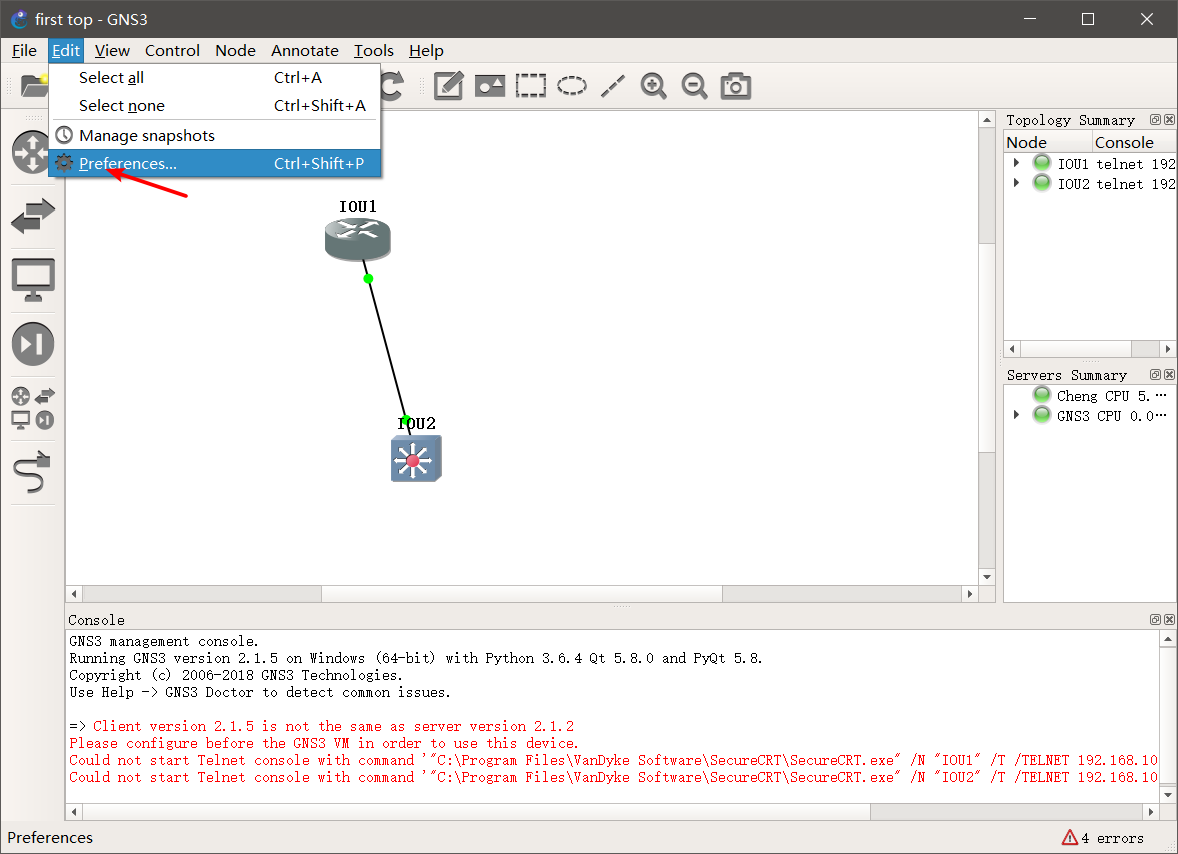 first top - GNS3
File Edit View Control Node Annotate Tools Help
Select all Ctrl+A
Select none Ctrl+Shift+A
Manage snapshots
Preferences... Ctrl+Shift+P
IOU1
IOU2
Topology Summary
Node Console
IOU1 telnet 192
IOU2 telnet 192
Servers Summary
Cheng CPU 5.…
GNS3 CPU 0.0…
Console
GNS3 management console.
Running GNS3 version 2.1.5 on Windows (64-bit) with Python 3.6.4 Qt 5.8.0 and PyQt 5.8.
Copyright (c) 2006-2018 GNS3 Technologies.
Use Help -> GNS3 Doctor to detect common issues.
=> Client version 2.1.5 is not the same as server version 2.1.2
Please configure before the GNS3 VM in order to use this device.
Could not start Telnet console with command '"C:\Program Files\VanDyke Software\SecureCRT\SecureCRT.exe" /N "IOU1" /T /TELNET 192.168.10
Could not start Telnet console with command '"C:\Program Files\VanDyke Software\SecureCRT\SecureCRT.exe" /N "IOU2" /T /TELNET 192.168.10
Preferences
4 errors